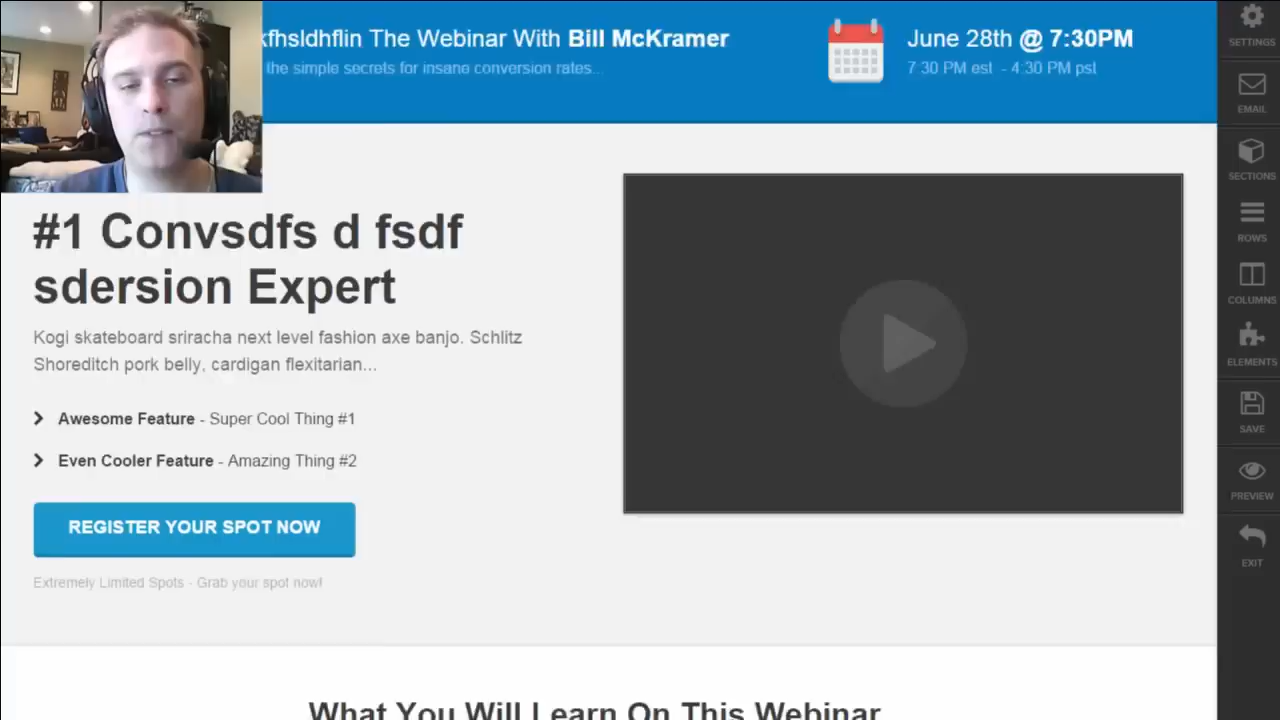 kfhsldhflin The Webinar With Bill McKramer
the simple secrets for insane conversion rates...
June 28th @ 7:30PM
7:30 PM est - 4:30 PM pst
#1 Convsdfs d fsdf
sdersion Expert
Kogi skateboard sriracha next level fashion axe banjo. Schlitz
Shoreditch pork belly, cardigan flexitarian...
Awesome Feature - Super Cool Thing #1
Even Cooler Feature - Amazing Thing #2
REGISTER YOUR SPOT NOW
Extremely Limited Spots - Grab your spot now!
What You Will Learn On This Webinar
SETTINGS
EMAIL
SECTIONS
ROWS
COLUMNS
ELEMENTS
SAVE
PREVIEW
EXIT